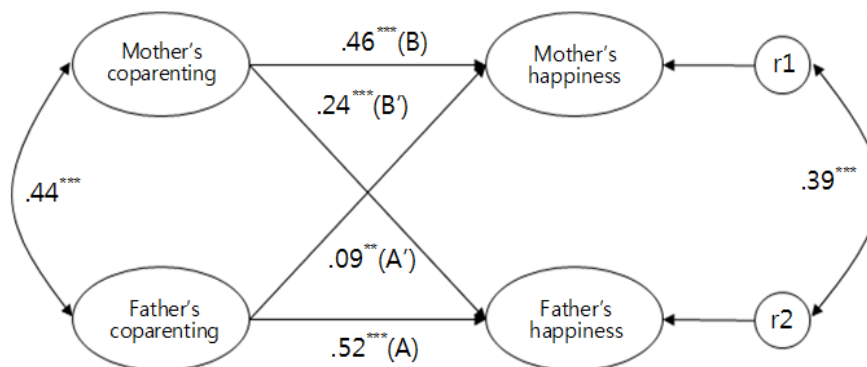 Mother's
coparenting
.46***(B)
Mother's
happiness
r1
.24***(B')
.44***
.39***
.09**(A')
Father's
coparenting
.52***(A)
Father's
happiness
r2